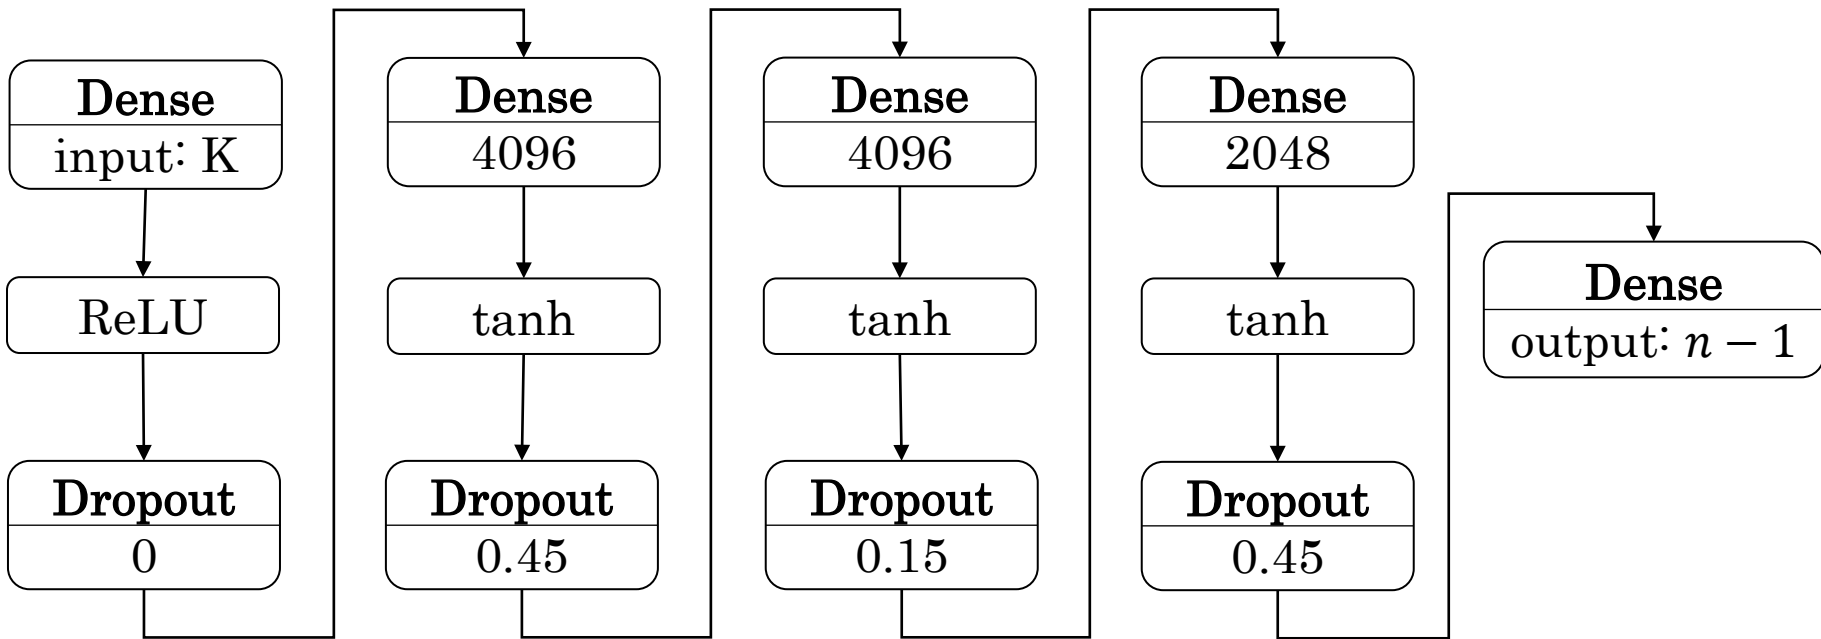 Dense
input: K
ReLU
Dropout
0
Dense
4096
tanh
Dropout
0.45
Dense
4096
tanh
Dropout
0.15
Dense
2048
tanh
Dropout
0.45
Dense
output: n − 1